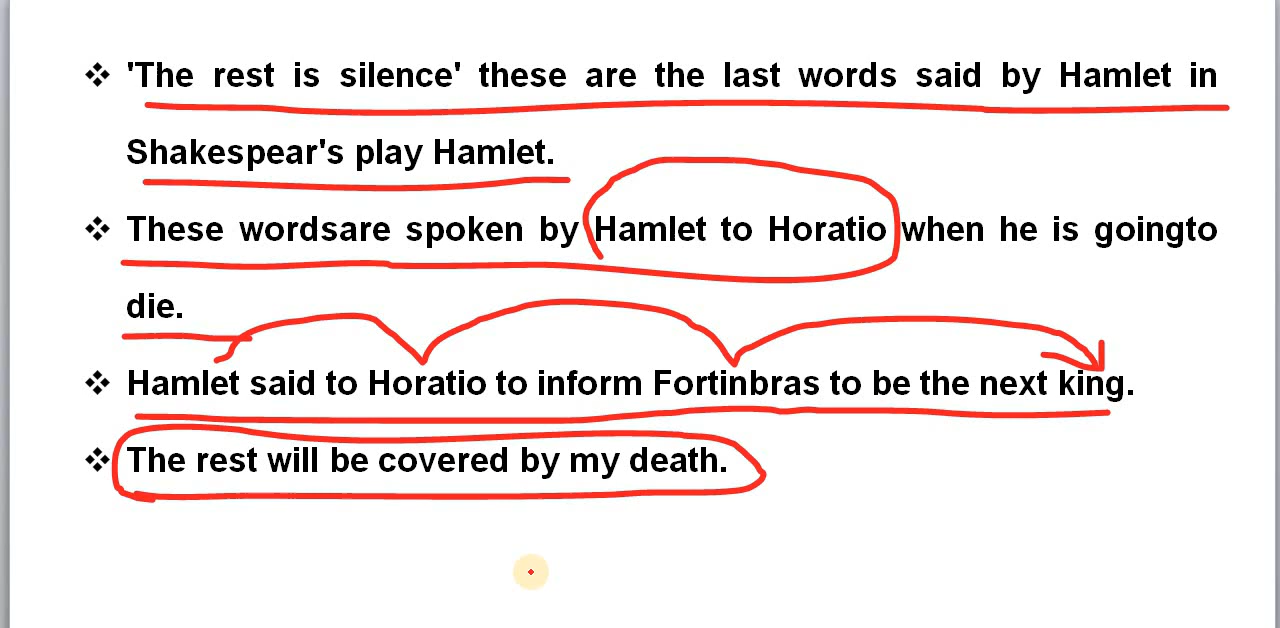 ❖ 'The rest is silence' these are the last words said by Hamlet in
Shakespear's play Hamlet.
❖ These wordsare spoken by Hamlet to Horatio when he is goingto
die.
❖ Hamlet said to Horatio to inform Fortinbras to be the next king.
❖ The rest will be covered by my death.